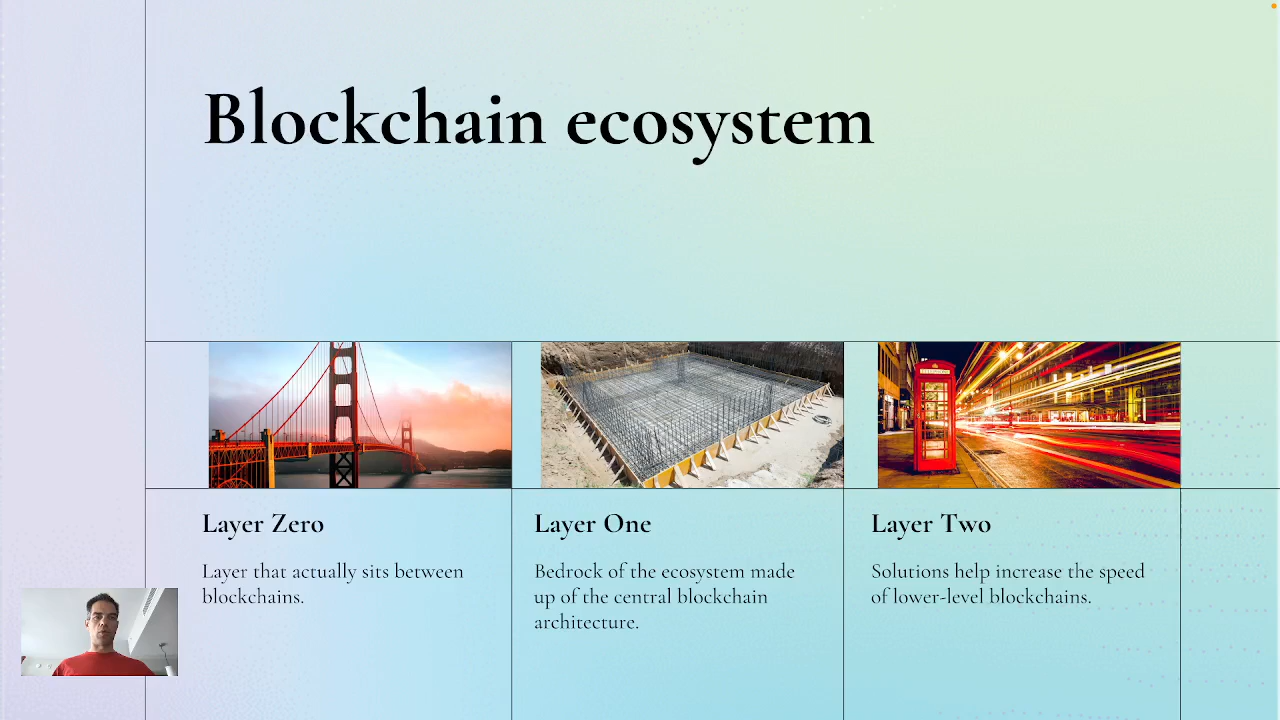 Blockchain ecosystem
Layer Zero
Layer that actually sits between
blockchains.
Layer One
Bedrock of the ecosystem made
up of the central blockchain
architecture.
Layer Two
Solutions help increase the speed
of lower-level blockchains.